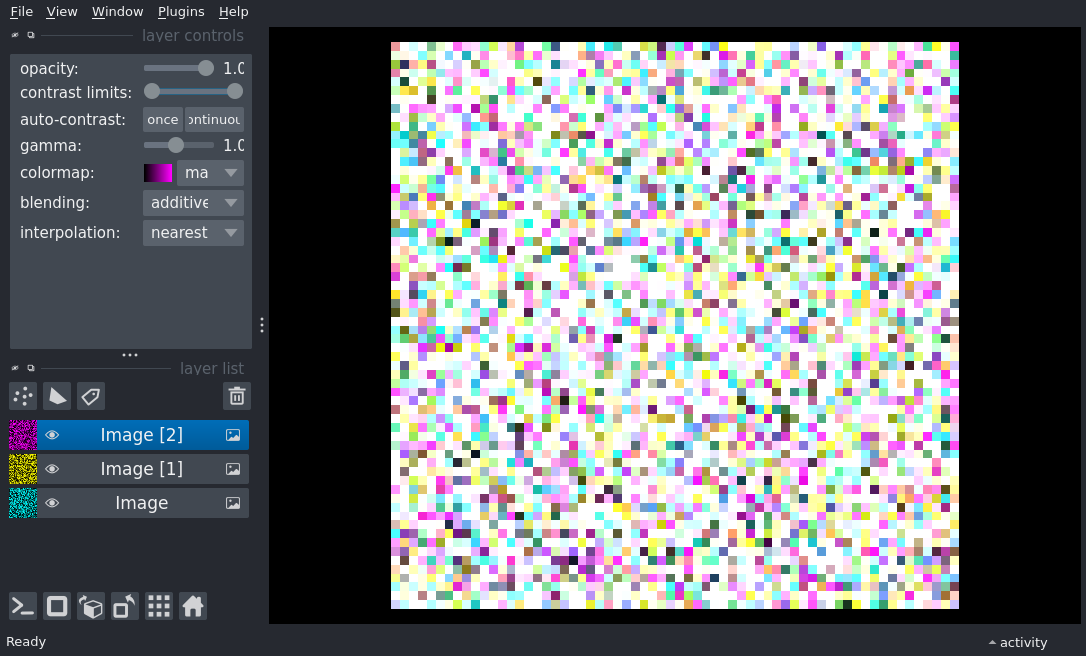 File View Window Plugins Help
layer controls
opacity: 1.0
contrast limits:
auto-contrast: once ontinuou
gamma: 1.0
colormap: ma
blending: additive
interpolation: nearest
layer list
Image [2]
Image [1]
Image
Ready
activity